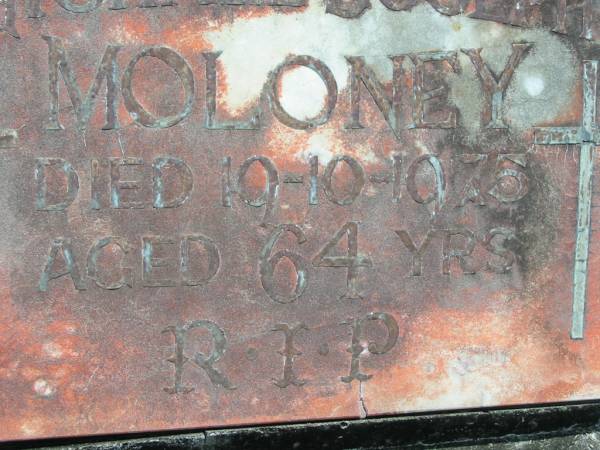 MOLONEY
DIED 19-10-1975
AGED 64 YRS
R·I·P